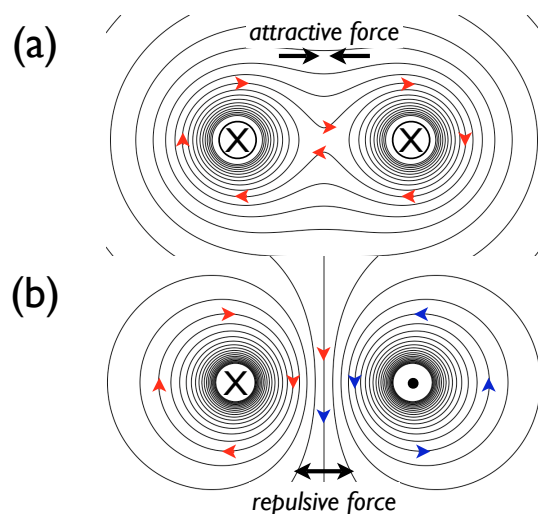 (a)
attractive force
X X
(b)
X
repulsive force